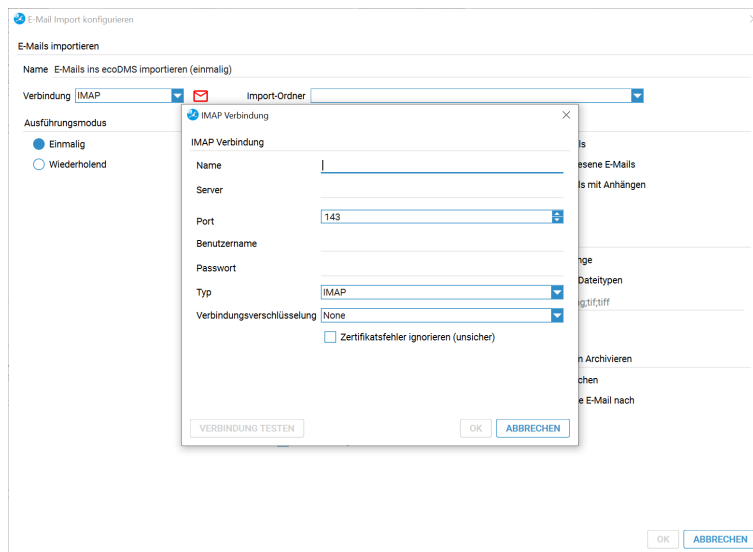 E-Mail Import konfigurieren
E-Mails importieren
Name E-Mails ins ecoDMS importieren (einmalig)
Verbindung IMAP Import-Ordner
Ausführungsmodus
Einmalig
Wiederholend
IMAP Verbindung
IMAP Verbindung
Name
Server
Port 143
Benutzername
Passwort
Typ IMAP
Verbindungsverschlüsselung None
Zertifikatsfehler ignorieren (unsicher)
VERBINDUNG TESTEN OK ABBRECHEN
ls
esene E-Mails
ls mit Anhängen
nge
Dateitypen
g;tif;tiff
n Archivieren
chen
e E-Mail nach
OK ABBRECHEN